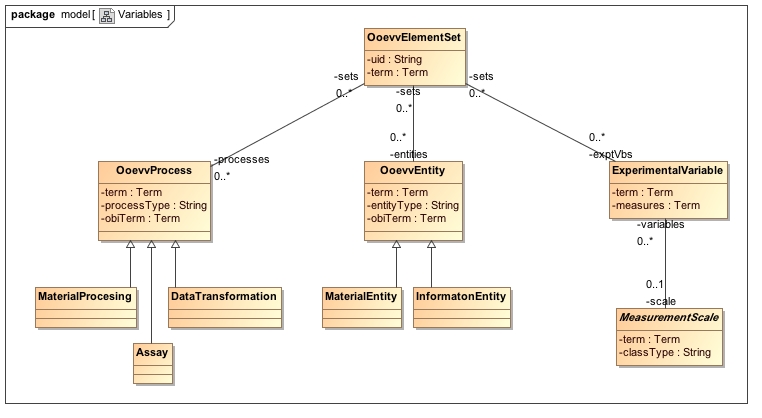 package model [ Variables ]
OoevvElementSet
-uid : String
-term : Term
-sets
0..*
-sets
0..*
-sets
0..*
-processes
0..*
0..*
-entities
0..*
-exptVbs
OoevvProcess
-term : Term
-processType : String
-obiTerm : Term
OoevvEntity
-term : Term
-entityType : String
-obiTerm : Term
ExperimentalVariable
-term : Term
-measures : Term
-variables
0..*
0..1
-scale
MaterialProcesing
DataTransformation
MaterialEntity
InformatonEntity
MeasurementScale
-term : Term
-classType : String
Assay